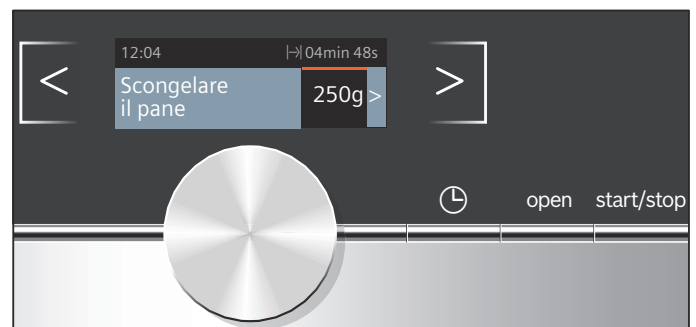 12:04 04min 48s
Scongelare
il pane
250g >
< >
open start/stop